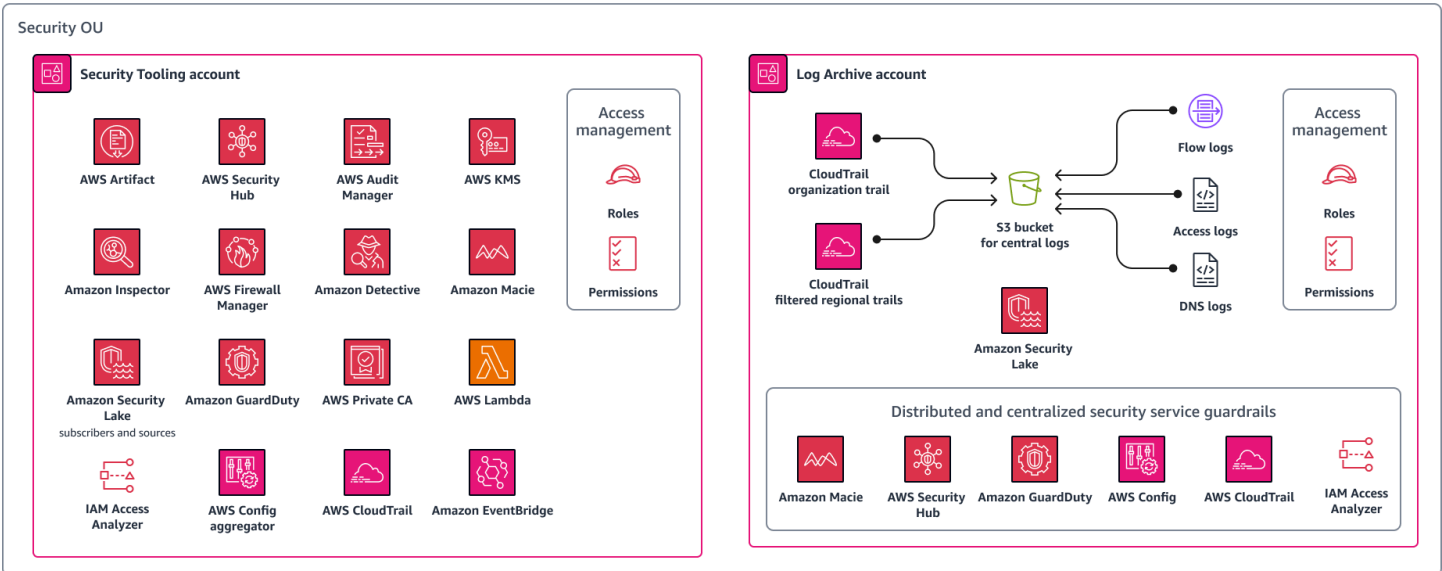 Security OU
Security Tooling account
AWS Artifact
AWS Security
Hub
AWS Audit
Manager
AWS KMS
Amazon Inspector
AWS Firewall
Manager
Amazon Detective
Amazon Macie
Amazon Security
Lake
subscribers and sources
Amazon GuardDuty
AWS Private CA
AWS Lambda
IAM Access
Analyzer
AWS Config
aggregator
AWS CloudTrail
Amazon EventBridge
Access
management
Roles
Permissions
Log Archive account
CloudTrail
organization trail
CloudTrail
filtered regional trails
S3 bucket
for central logs
Flow logs
Access logs
DNS logs
Amazon Security
Lake
Access
management
Roles
Permissions
Distributed and centralized security service guardrails
Amazon Macie
AWS Security
Hub
Amazon GuardDuty
AWS Config
AWS CloudTrail
IAM Access
Analyzer